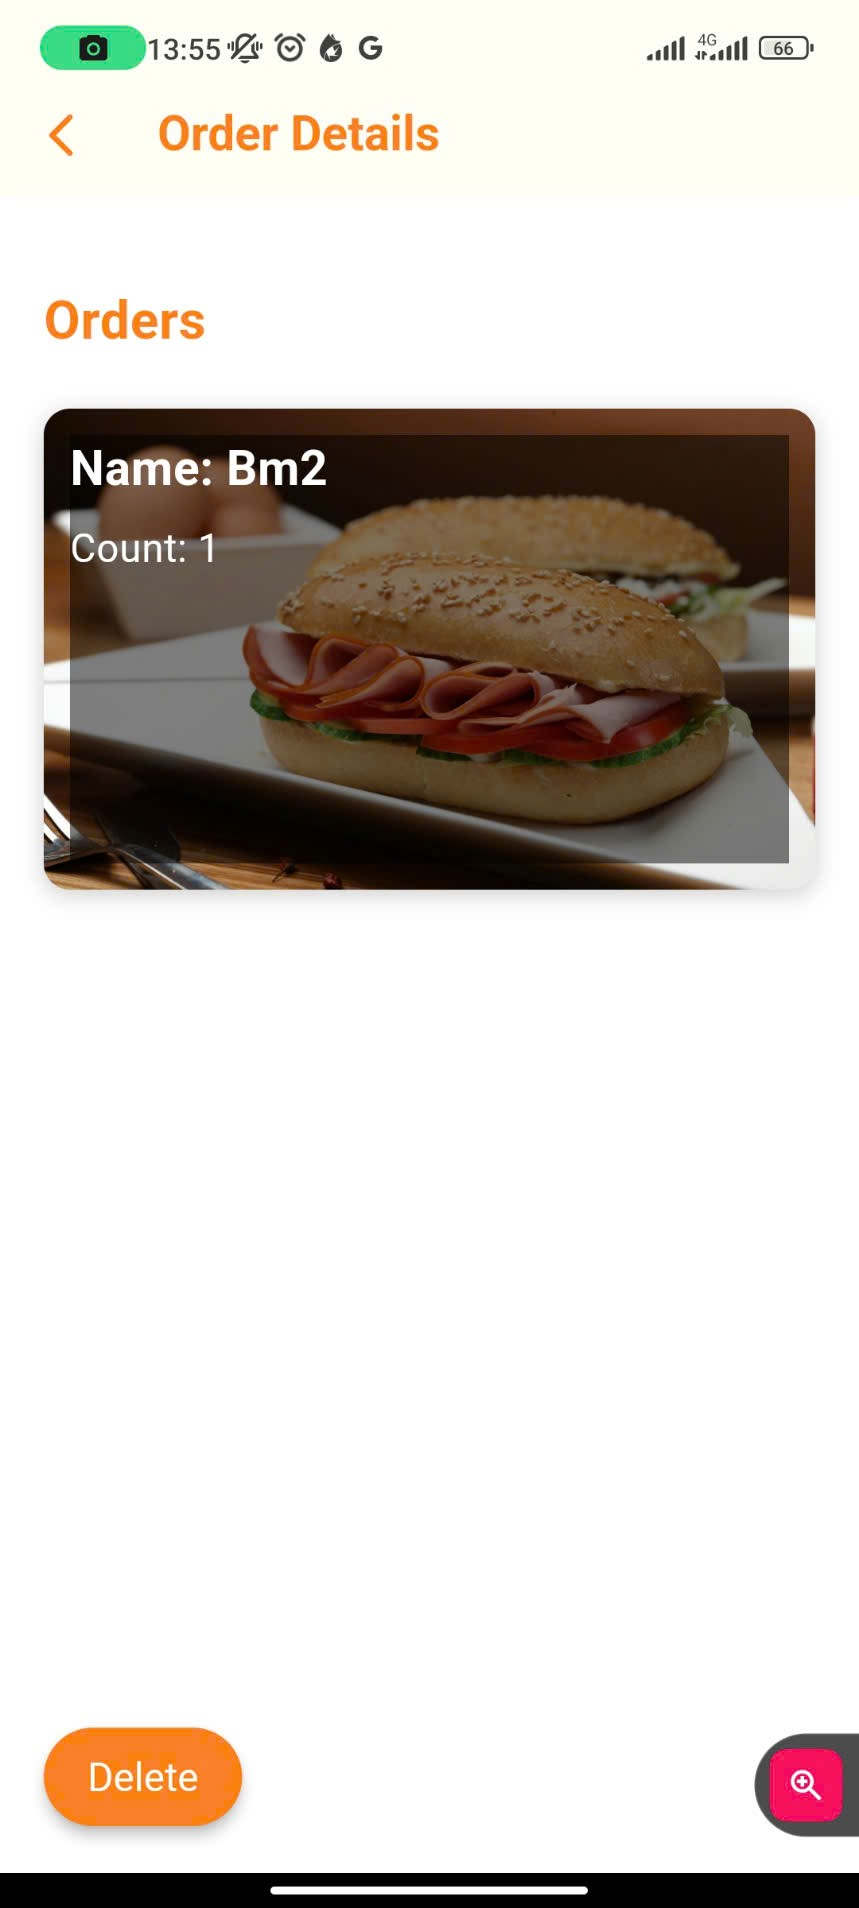 13:55
4G
66
Order Details
Orders
Name: Bm2
Count: 1
Delete